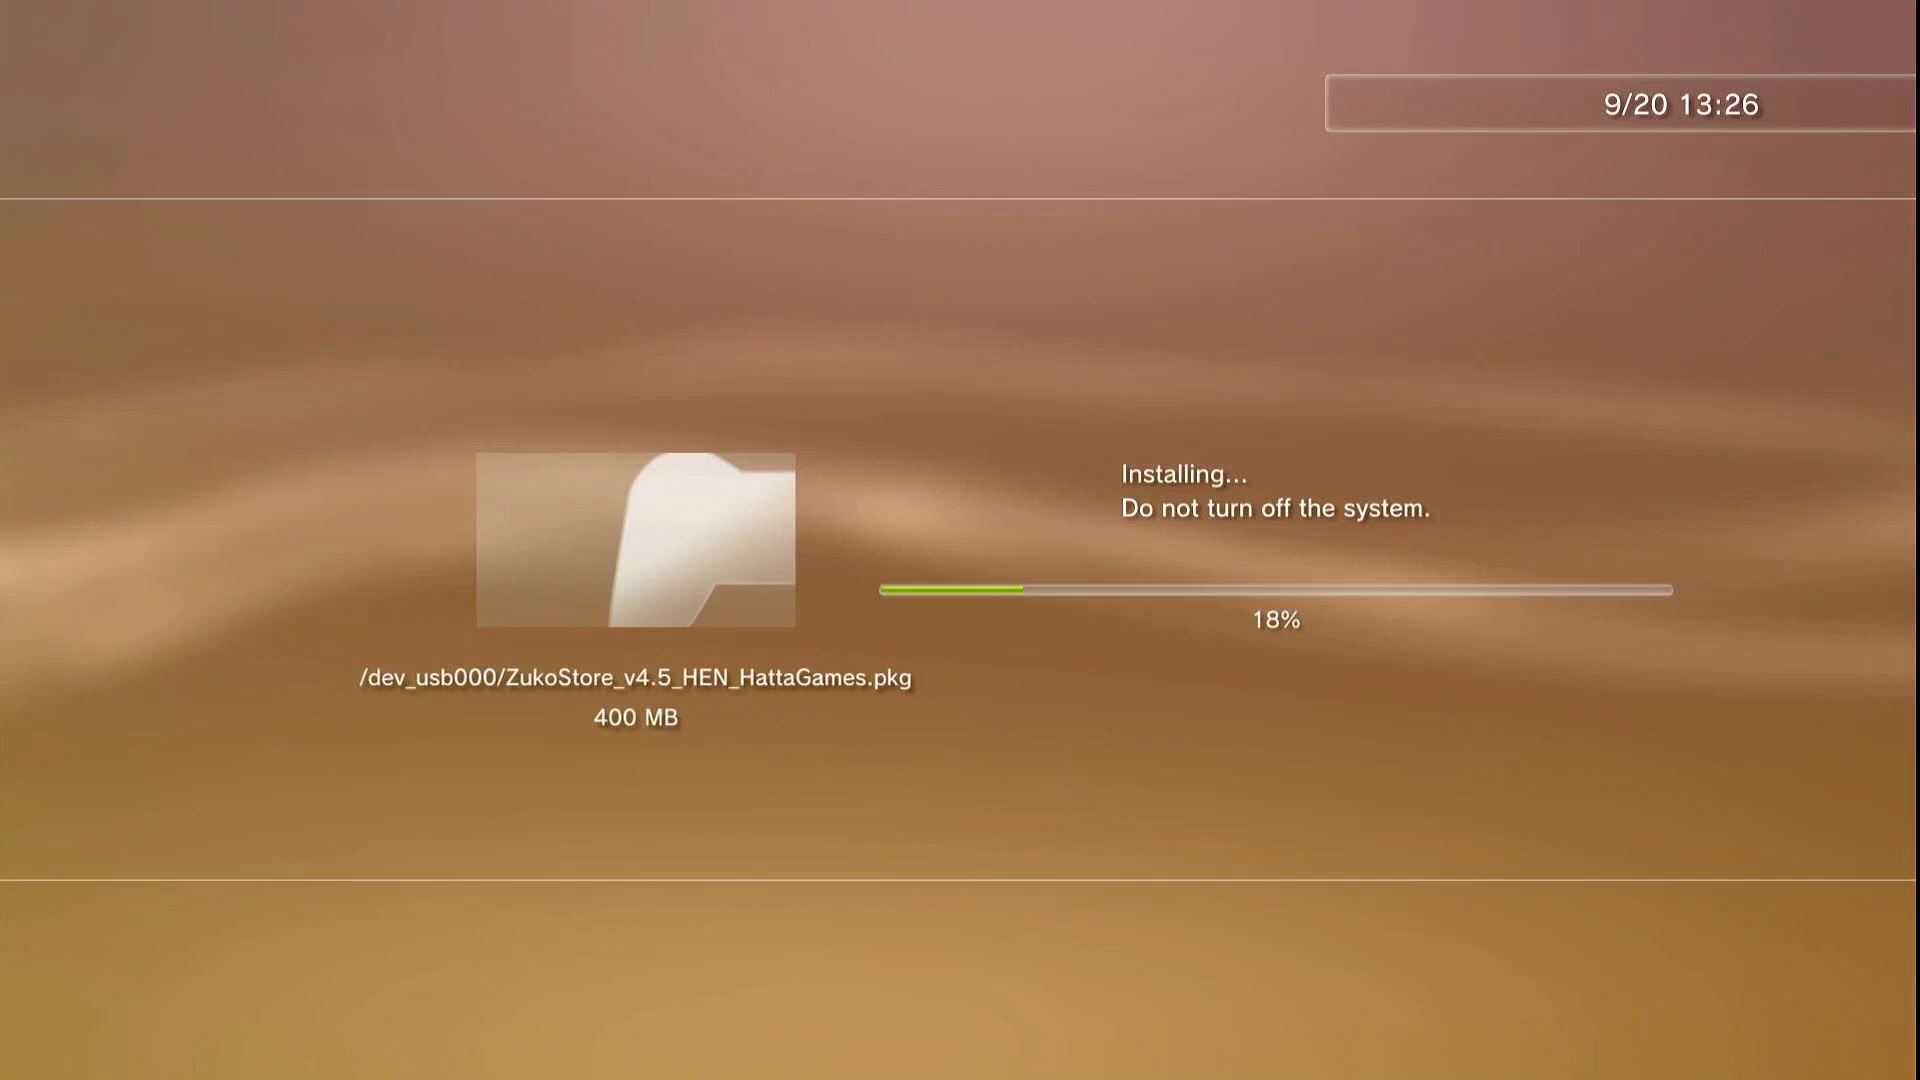 9/20 13:26
Installing...
Do not turn off the system.
18%
/dev_usb000/ZukoStore_v4.5_HEN_HattaGames.pkg
400 MB